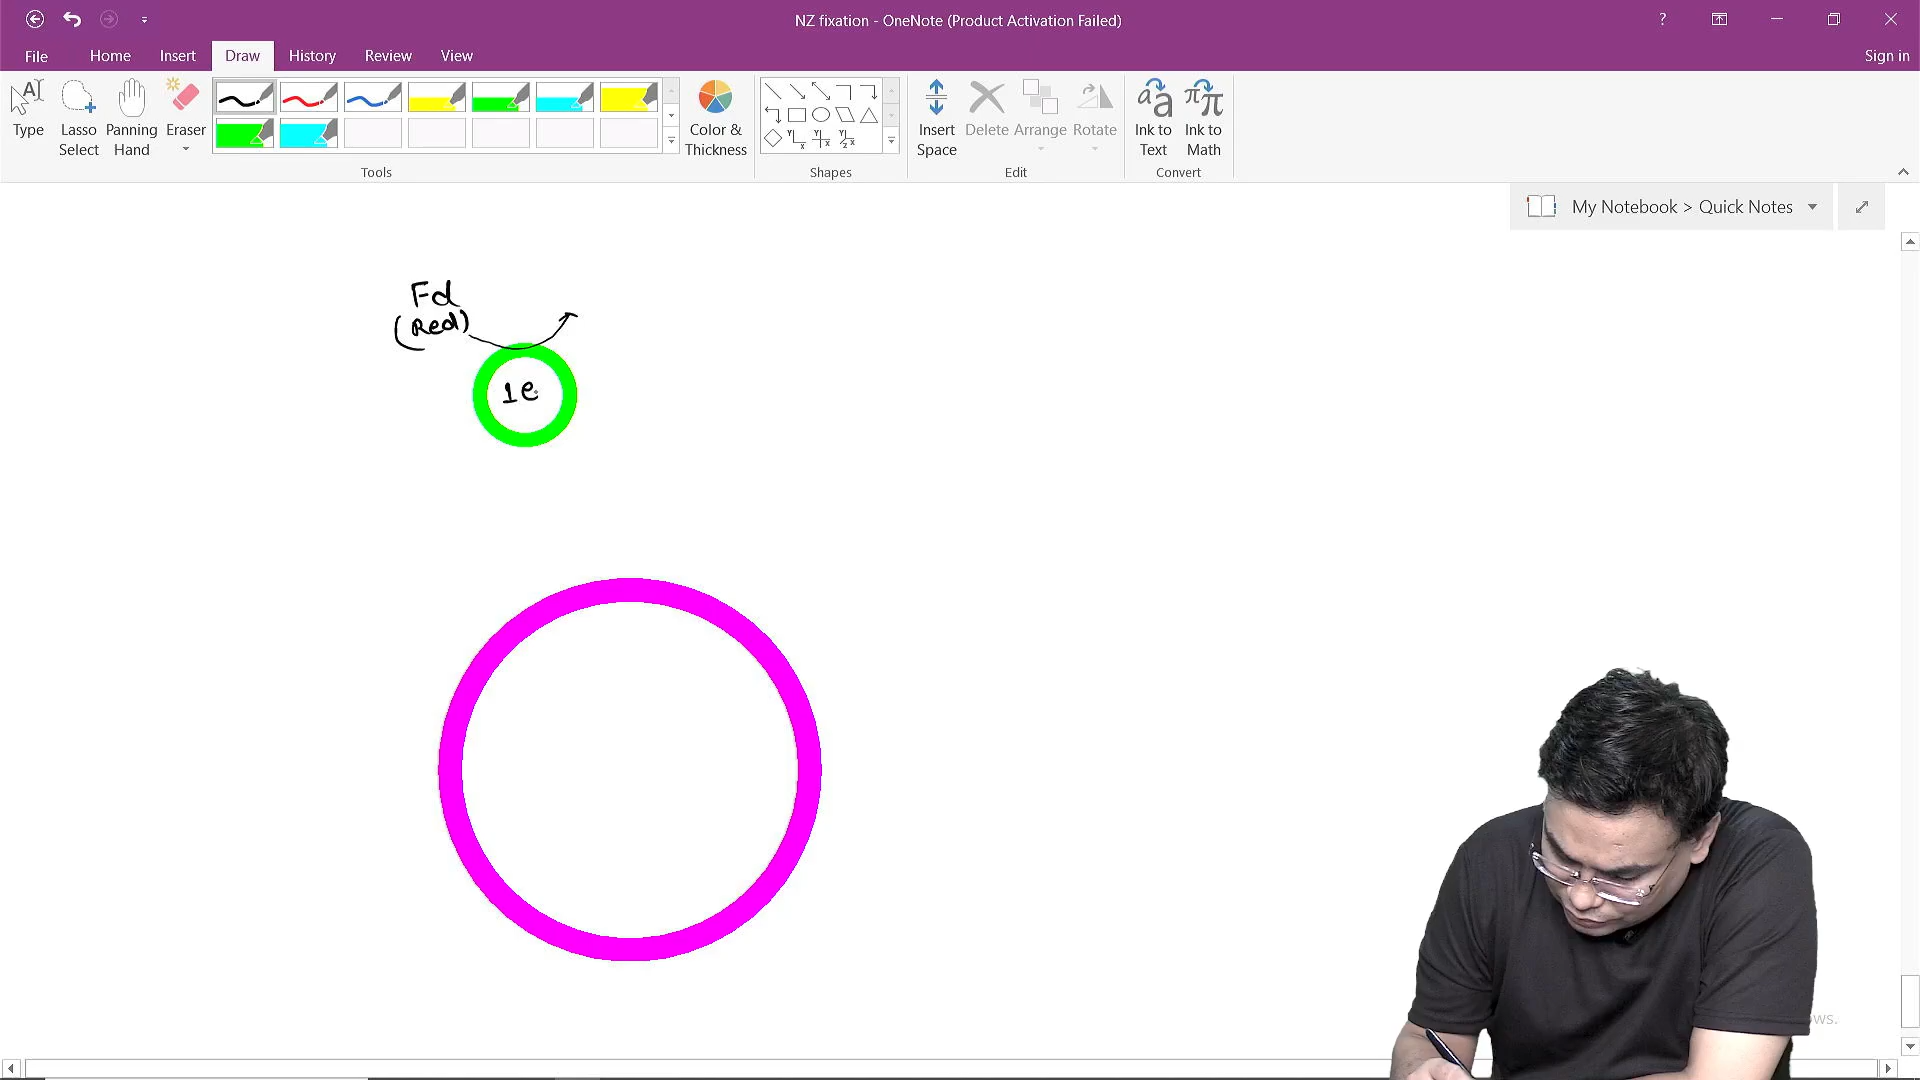 NZ fixation - OneNote (Product Activation Failed)
?
File Home Insert Draw History Review View
Sign in
Type
Lasso
Select
Panning
Hand
Eraser
Color &
Thickness
Insert
Space
Delete
Arrange
Rotate
Ink to
Text
Ink to
Math
Tools
Shapes
Edit
Convert
My Notebook > Quick Notes
Fd
(Red)
1e
ows.